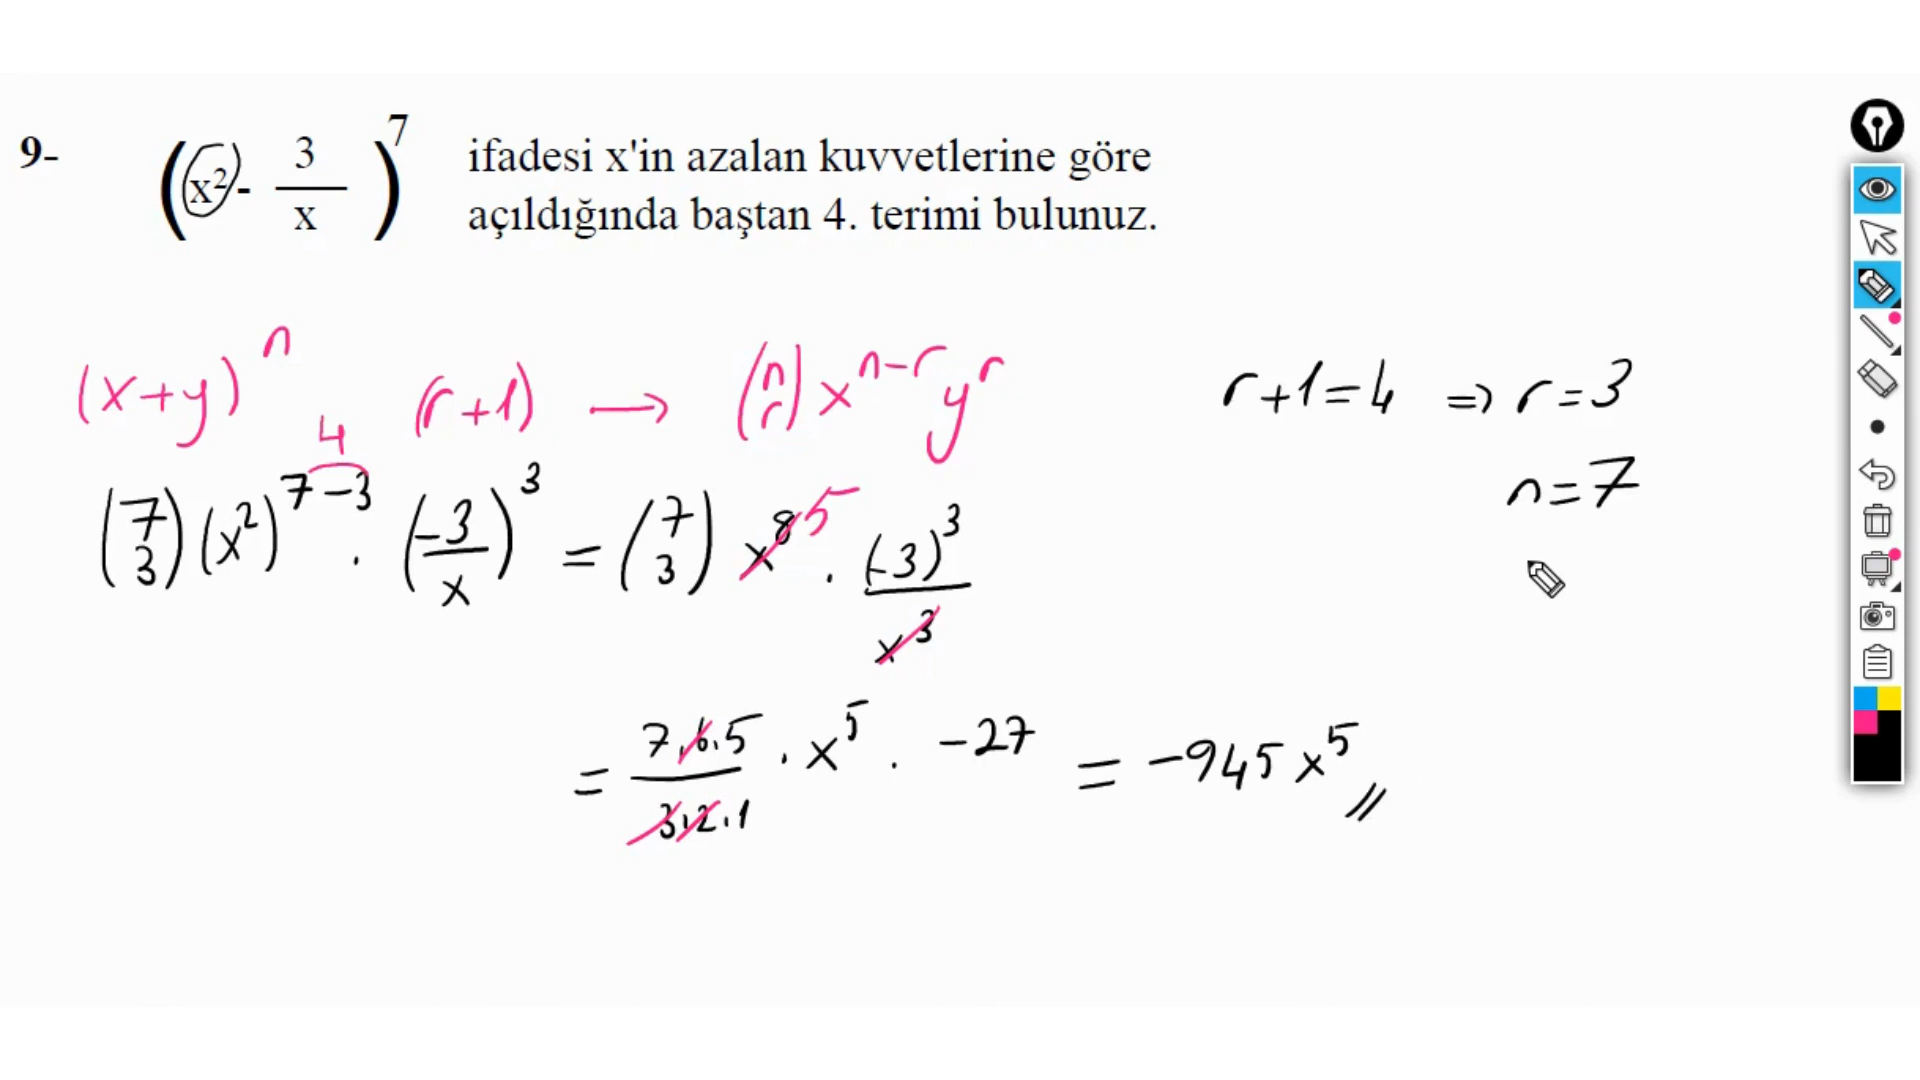 9- (x² - 3/x)⁷ ifadesi x'in azalan kuvvetlerine göre
açıldığında baştan 4. terimi bulunuz.
(x+y)ⁿ (r+1) → (n r) xⁿ⁻ʳ yʳ
r+1=4 ⇒ r=3
n=7
4
(7 3) (x²)⁷⁻³ . (-3/x)³ = (7 3) x⁸ 5 . (-3)³/x³
= 7.6.5/3.2.1 . x⁵ . -27 = -945 x⁵ //